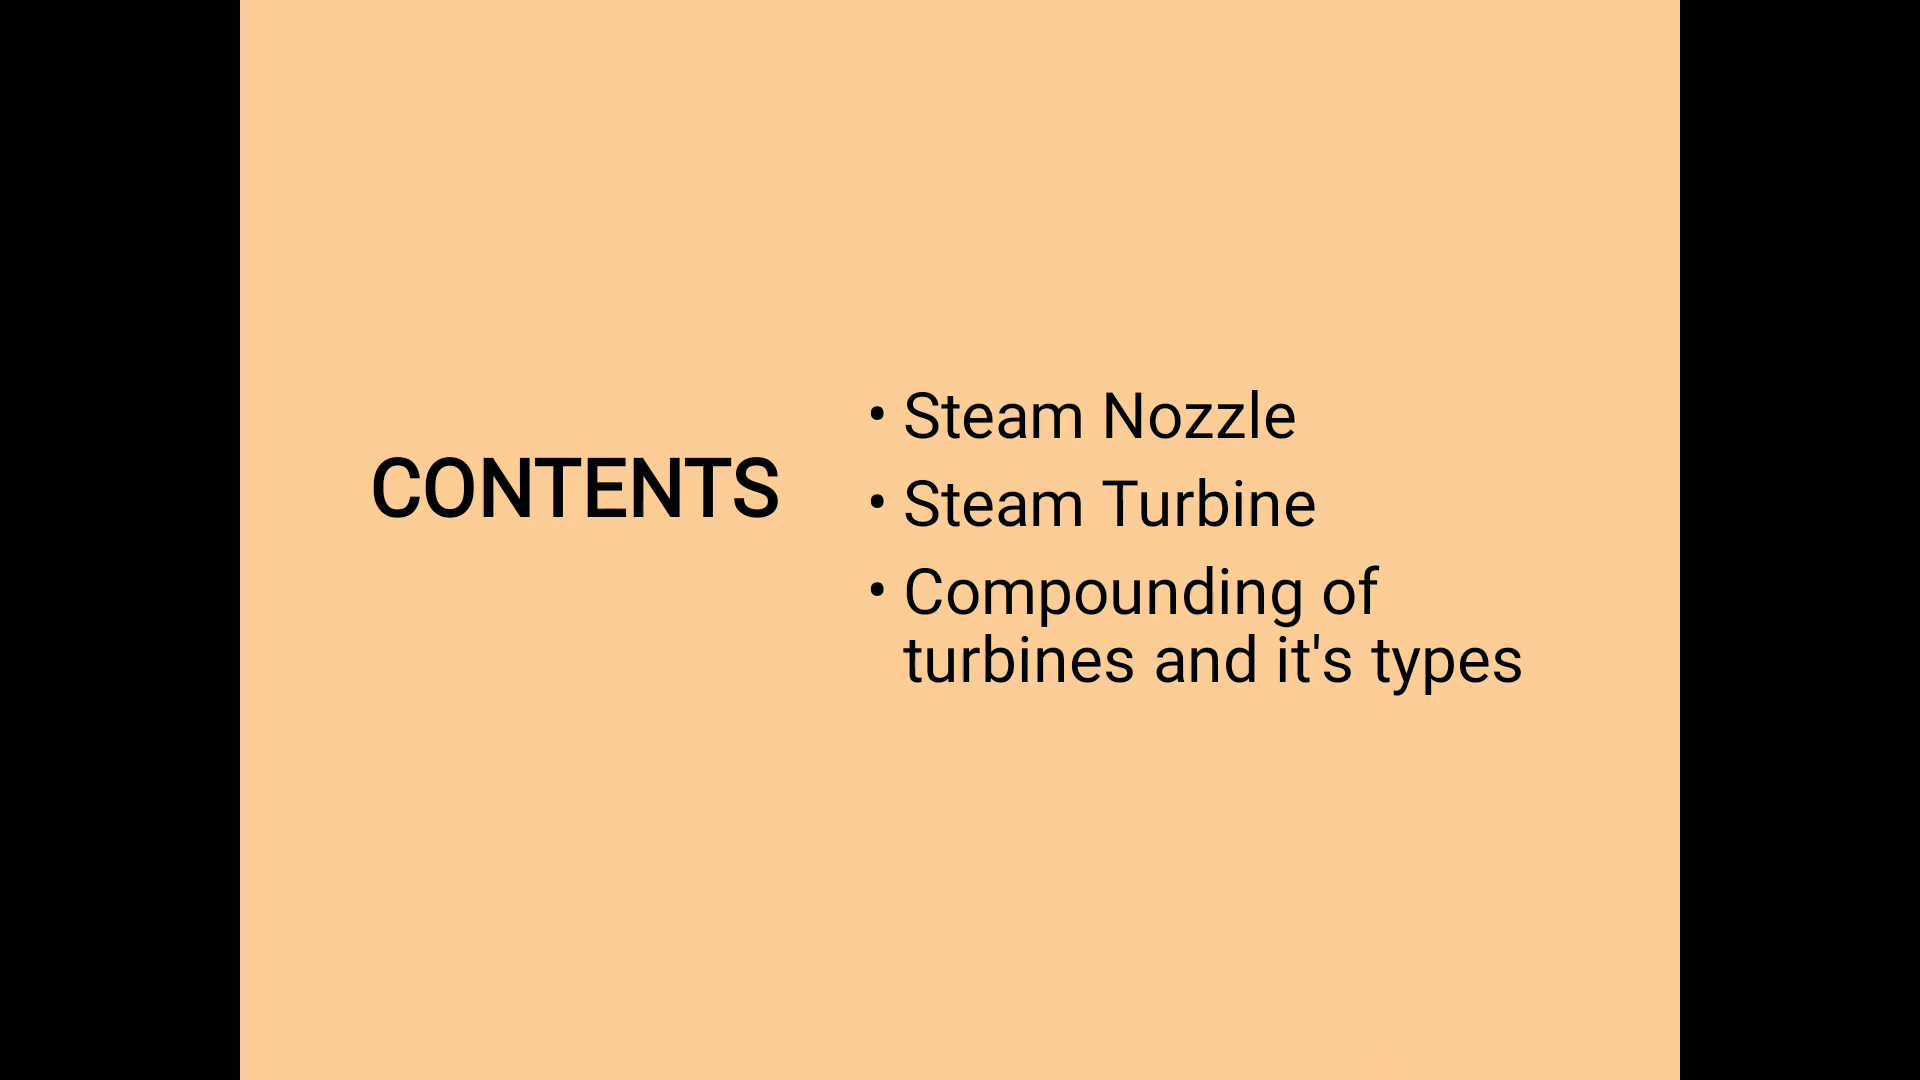 CONTENTS
• Steam Nozzle
• Steam Turbine
• Compounding of
turbines and it's types